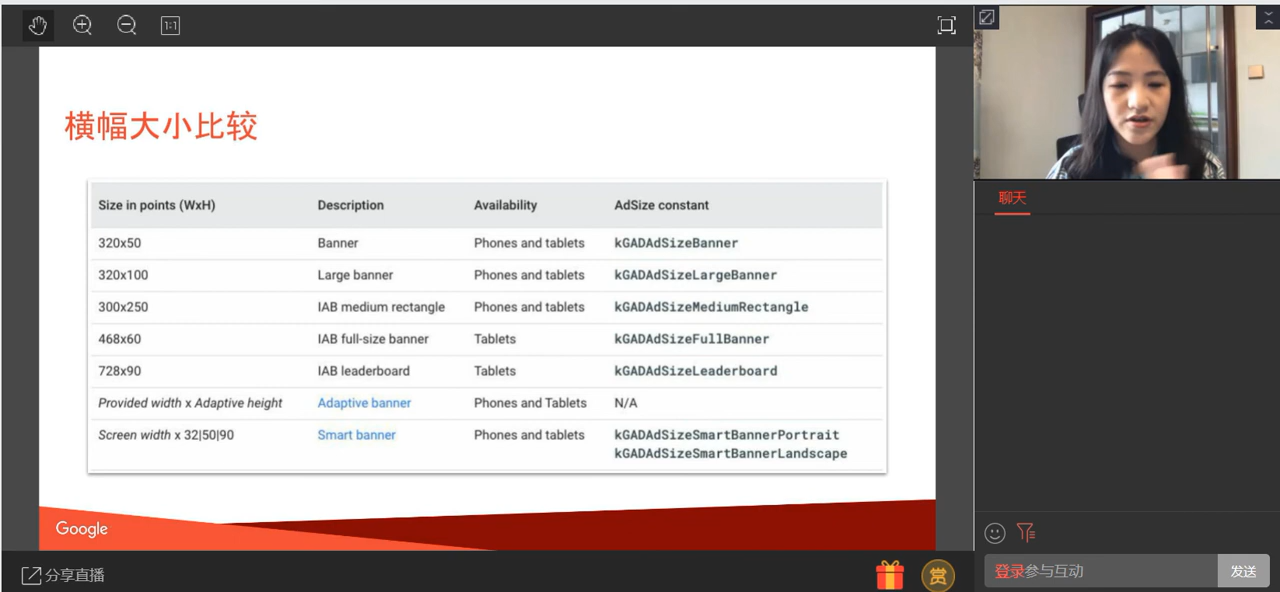 1:1
横幅大小比较
Size in points (WxH) Description Availability AdSize constant
320x50 Banner Phones and tablets kGADAdSizeBanner
320x100 Large banner Phones and tablets kGADAdSizeLargeBanner
300x250 IAB medium rectangle Phones and tablets kGADAdSizeMediumRectangle
468x60 IAB full-size banner Tablets kGADAdSizeFullBanner
728x90 IAB leaderboard Tablets kGADAdSizeLeaderboard
Provided width x Adaptive height Adaptive banner Phones and Tablets N/A
Screen width x 32|50|90 Smart banner Phones and tablets kGADAdSizeSmartBannerPortrait
kGADAdSizeSmartBannerLandscape
Google
分享直播
赏
聊天
登录参与互动
发送